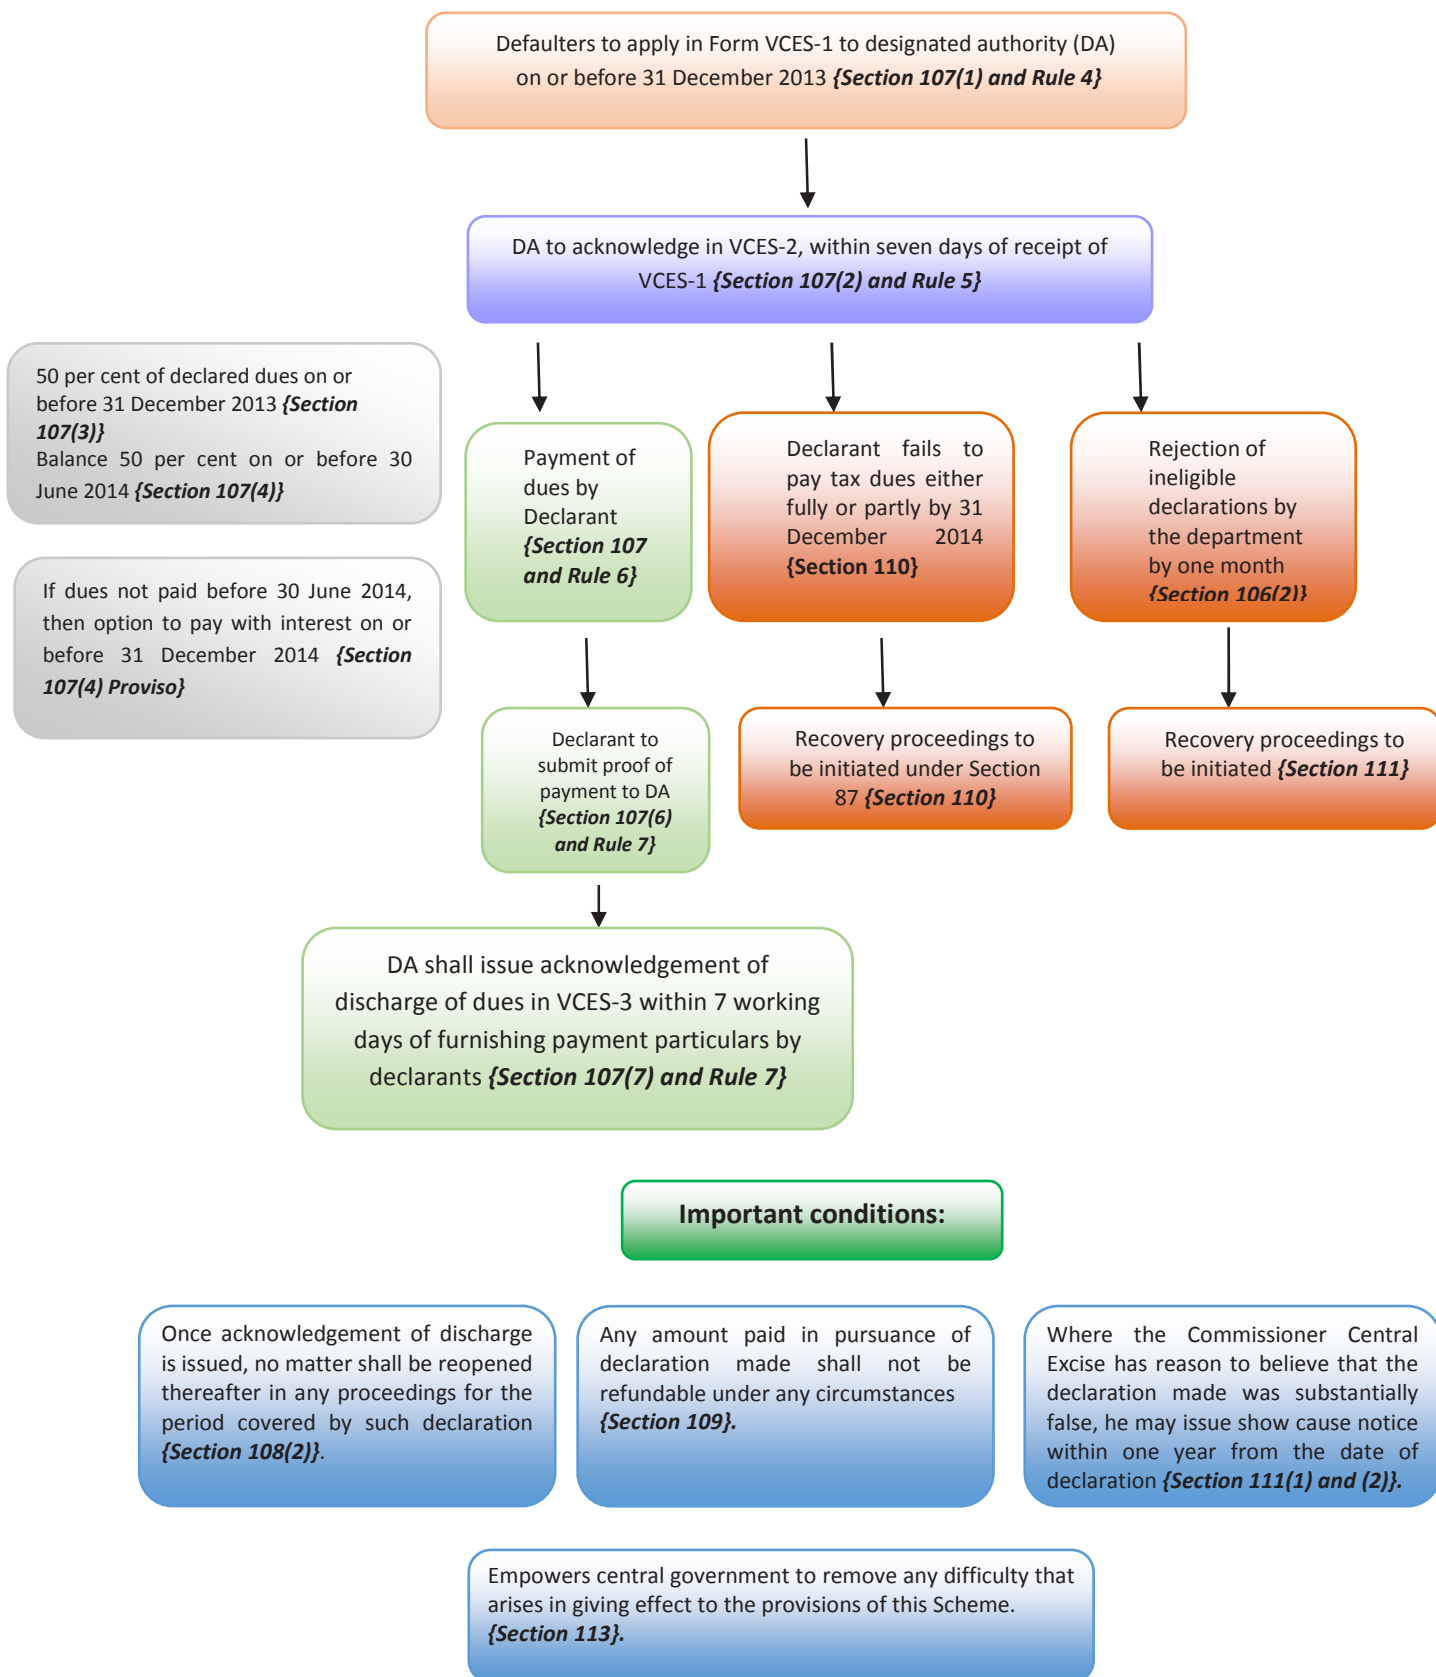 Defaulters to apply in Form VCES-1 to designated authority (DA)
on or before 31 December 2013 {Section 107(1) and Rule 4}
DA to acknowledge in VCES-2, within seven days of receipt of
VCES-1 {Section 107(2) and Rule 5}
50 per cent of declared dues on or
before 31 December 2013 {Section
107(3)}
Balance 50 per cent on or before 30
June 2014 {Section 107(4)}
If dues not paid before 30 June 2014,
then option to pay with interest on or
before 31 December 2014 {Section
107(4) Proviso}
Payment of
dues by
Declarant
{Section 107
and Rule 6}
Declarant fails to
pay tax dues either
fully or partly by 31
December 2014
{Section 110}
Rejection of
ineligible
declarations by
the department
by one month
{Section 106(2)}
Declarant to
submit proof of
payment to DA
{Section 107(6)
and Rule 7}
Recovery proceedings to
be initiated under Section
87 {Section 110}
Recovery proceedings to
be initiated {Section 111}
DA shall issue acknowledgement of
discharge of dues in VCES-3 within 7 working
days of furnishing payment particulars by
declarants {Section 107(7) and Rule 7}
Important conditions:
Once acknowledgement of discharge
is issued, no matter shall be reopened
thereafter in any proceedings for the
period covered by such declaration
{Section 108(2)}.
Any amount paid in pursuance of
declaration made shall not be
refundable under any circumstances
{Section 109}.
Where the Commissioner Central
Excise has reason to believe that the
declaration made was substantially
false, he may issue show cause notice
within one year from the date of
declaration {Section 111(1) and (2)}.
Empowers central government to remove any difficulty that
arises in giving effect to the provisions of this Scheme.
{Section 113}.